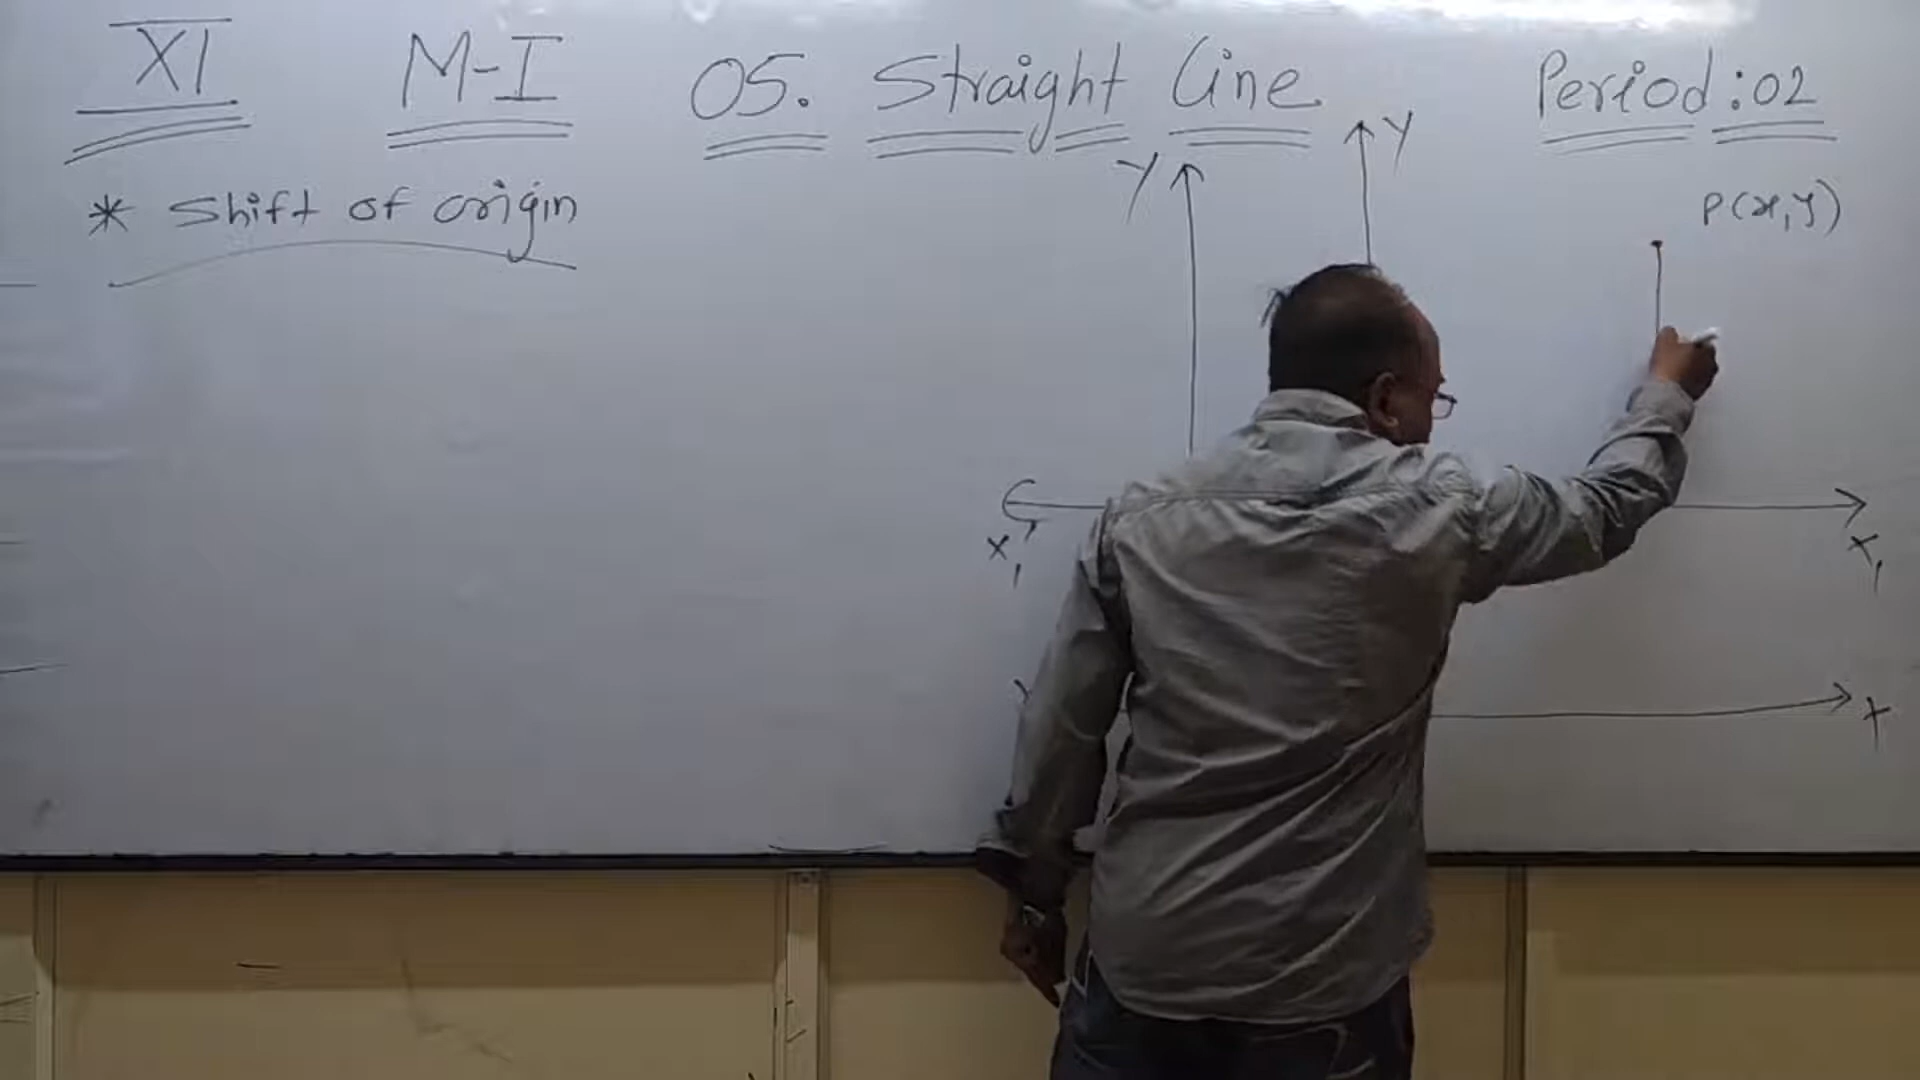 XI M-I 05. Straight Line Period:02
* Shift of origin
Y Y
P(x,y)
X' X,
X